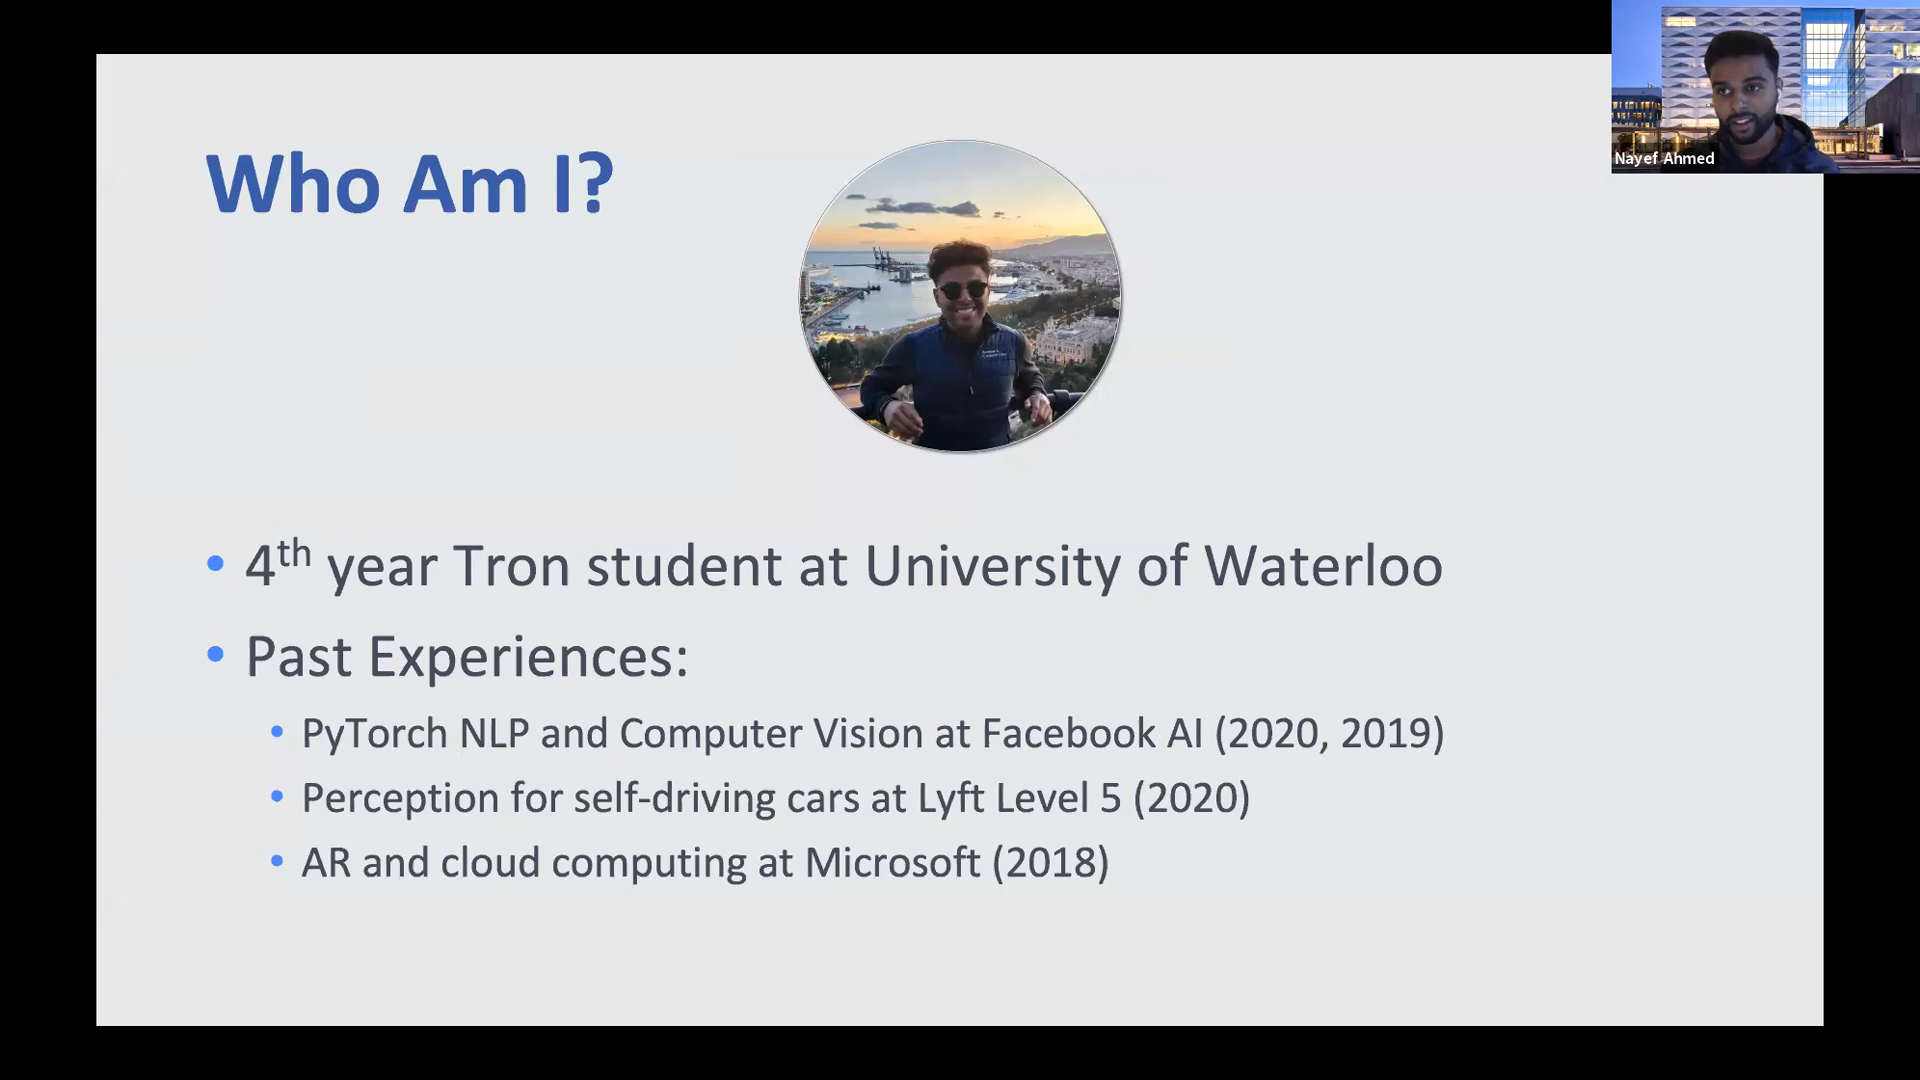 Nayef Ahmed
Who Am I?
• 4th year Tron student at University of Waterloo
• Past Experiences:
• PyTorch NLP and Computer Vision at Facebook AI (2020, 2019)
• Perception for self-driving cars at Lyft Level 5 (2020)
• AR and cloud computing at Microsoft (2018)